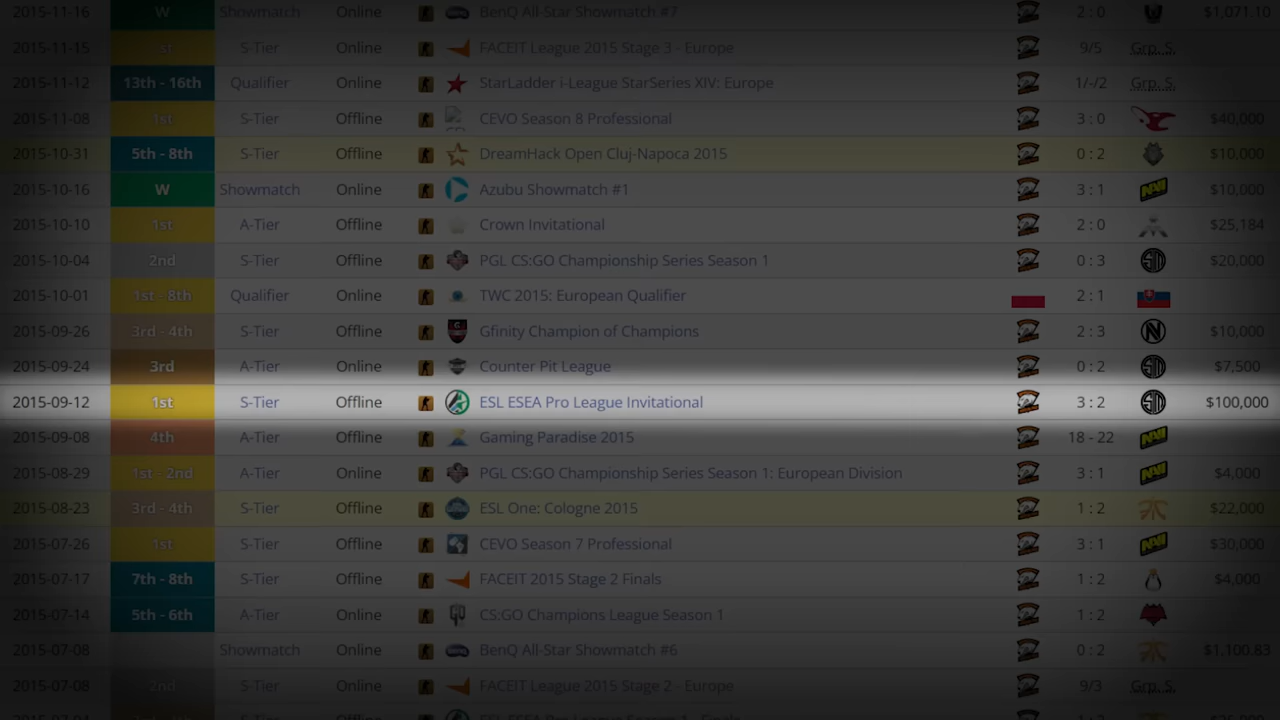 2015-11-16 W Showmatch Online BenQ All-Star Showmatch #7 2 : 0 $1,071.10
2015-11-15 1st S-Tier Online FACEIT League 2015 Stage 3 - Europe 9/5 Grp. S.
2015-11-12 13th - 16th Qualifier Online StarLadder i-League StarSeries XIV: Europe 1/-/2 Grp. S.
2015-11-08 1st S-Tier Offline CEVO Season 8 Professional 3 : 0 $40,000
2015-10-31 5th - 8th S-Tier Offline DreamHack Open Cluj-Napoca 2015 0 : 2 $10,000
2015-10-16 W Showmatch Online Azubu Showmatch #1 3 : 1 NAVI $10,000
2015-10-10 1st A-Tier Offline Crown Invitational 2 : 0 $25,184
2015-10-04 2nd S-Tier Offline PGL CS:GO Championship Series Season 1 0 : 3 $20,000
2015-10-01 1st - 8th Qualifier Online TWC 2015: European Qualifier 2 : 1
2015-09-26 3rd - 4th S-Tier Offline Gfinity Champion of Champions 2 : 3 $10,000
2015-09-24 3rd A-Tier Online Counter Pit League 0 : 2 $7,500
2015-09-12 1st S-Tier Offline ESL ESEA Pro League Invitational 3 : 2 $100,000
2015-09-08 4th A-Tier Offline Gaming Paradise 2015 18 - 22 NAVI
2015-08-29 1st - 2nd A-Tier Online PGL CS:GO Championship Series Season 1: European Division 3 : 1 NAVI $4,000
2015-08-23 3rd - 4th S-Tier Offline ESL One: Cologne 2015 1 : 2 $22,000
2015-07-26 1st S-Tier Offline CEVO Season 7 Professional 3 : 1 NAVI $30,000
2015-07-17 7th - 8th S-Tier Offline FACEIT 2015 Stage 2 Finals 1 : 2 $4,000
2015-07-14 5th - 6th A-Tier Online CS:GO Champions League Season 1 1 : 2
2015-07-08 Showmatch Online BenQ All-Star Showmatch #6 0 : 2 $1,100.83
2015-07-08 2nd S-Tier Online FACEIT League 2015 Stage 2 - Europe 9/3 Grp. S.